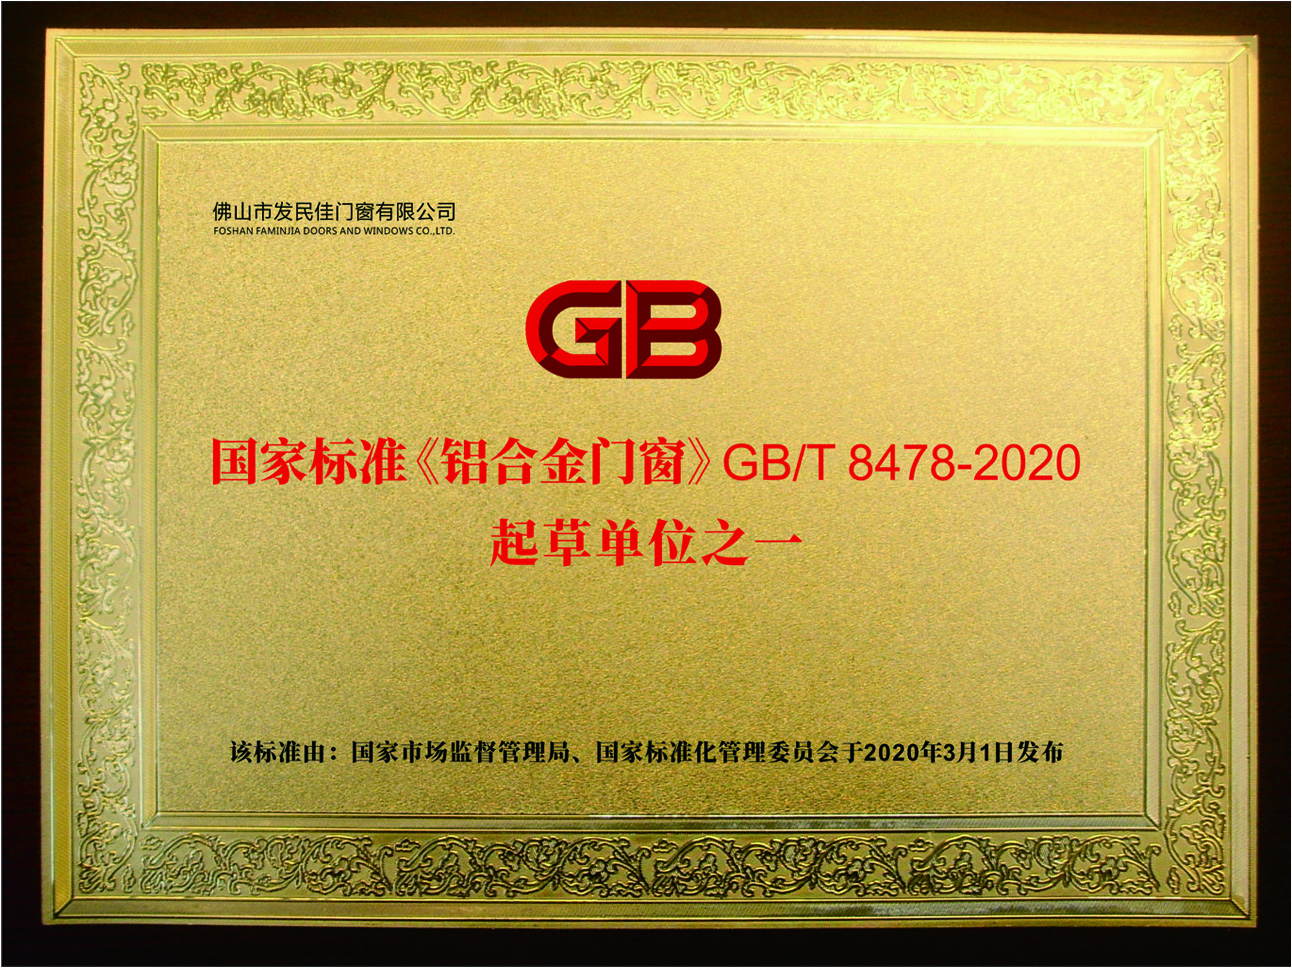 佛山市发民佳门窗有限公司
FOSHAN FAMINJIA DOORS AND WINDOWS CO.,LTD.
GB
国家标准《铝合金门窗》GB/T 8478-2020
起草单位之一
该标准由：国家市场监督管理局、国家标准化管理委员会于2020年3月1日发布